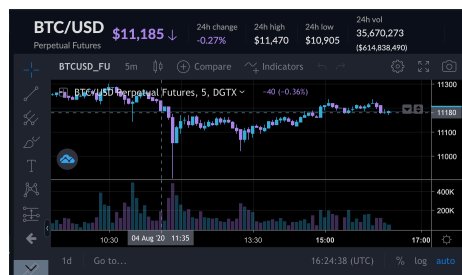 BTC/USD
Perpetual Futures
$11,185 ↓
24h change
-0.27%
24h high
$11,470
24h low
$10,905
24h vol
35,670,273
($614,838,490)
BTCUSD_FU 5m Compare Indicators
BTC/USD Perpetual Futures, 5, DGTX -40 (-0.36%)
11300
11180
11100
11000
400K
200K
10:30 04 Aug '20 11:35 13:30 15:00 17:00
1d Go to... 16:24:38 (UTC) % log auto